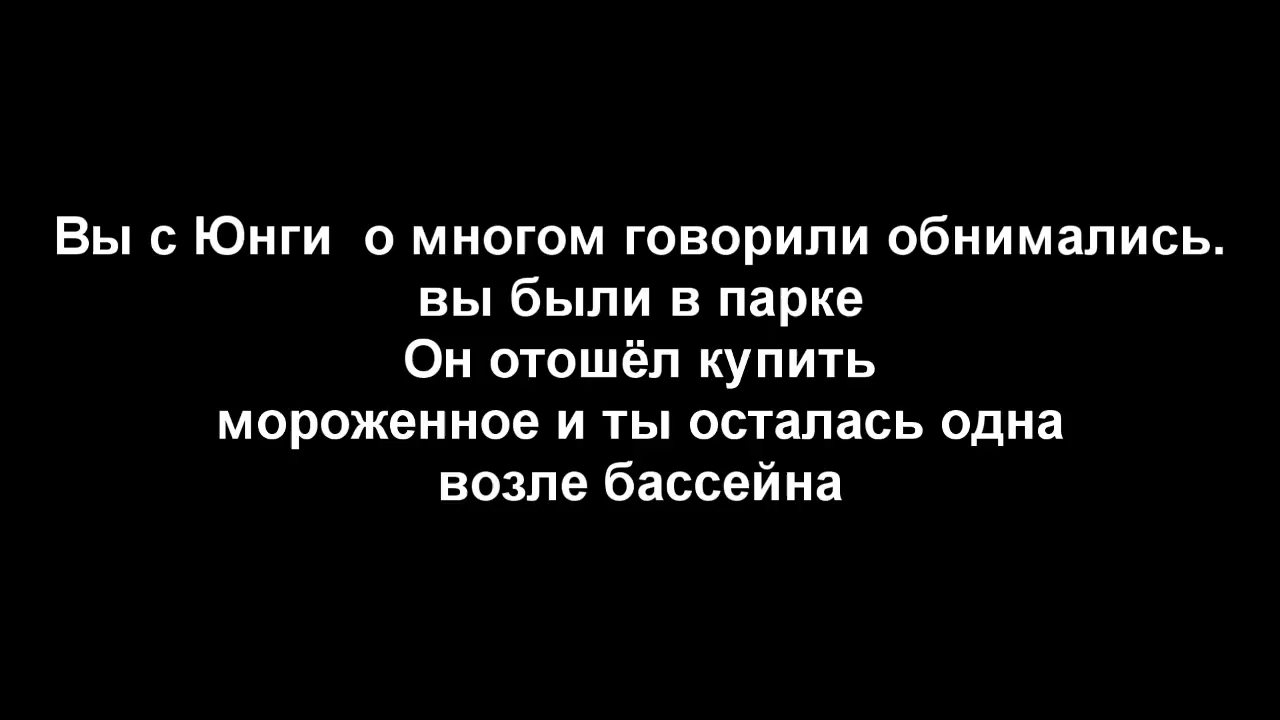 Вы с Юнги  о многом говорили обнимались.
вы были в парке
Он отошёл купить
мороженное и ты осталась одна
возле бассейна